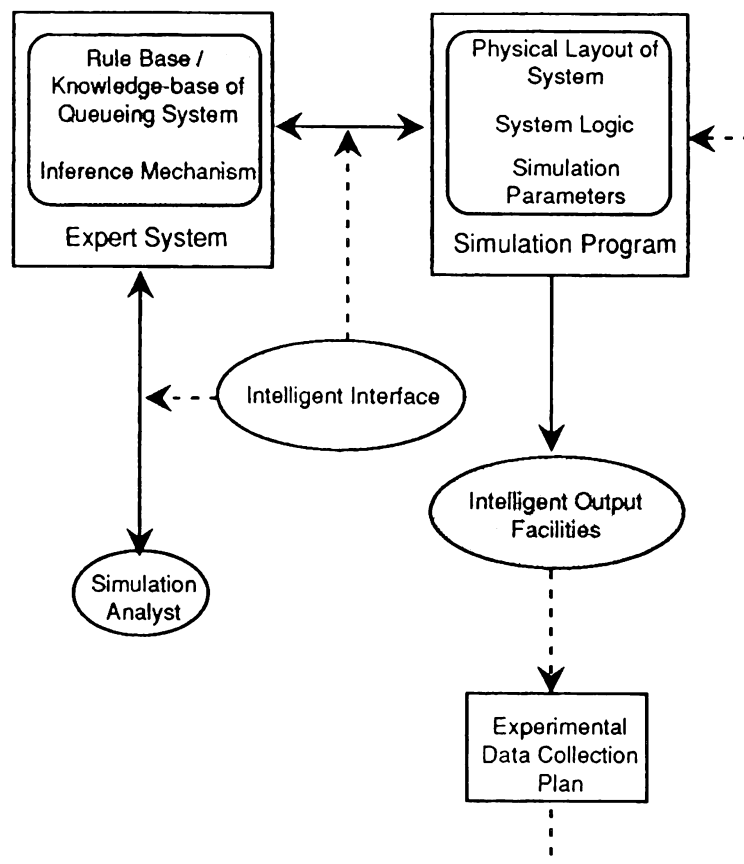 Rule Base /
Knowledge-base of
Queueing System
Inference Mechanism
Expert System
Physical Layout of
System
System Logic
Simulation
Parameters
Simulation Program
Intelligent Interface
Intelligent Output
Facilities
Simulation
Analyst
Experimental
Data Collection
Plan